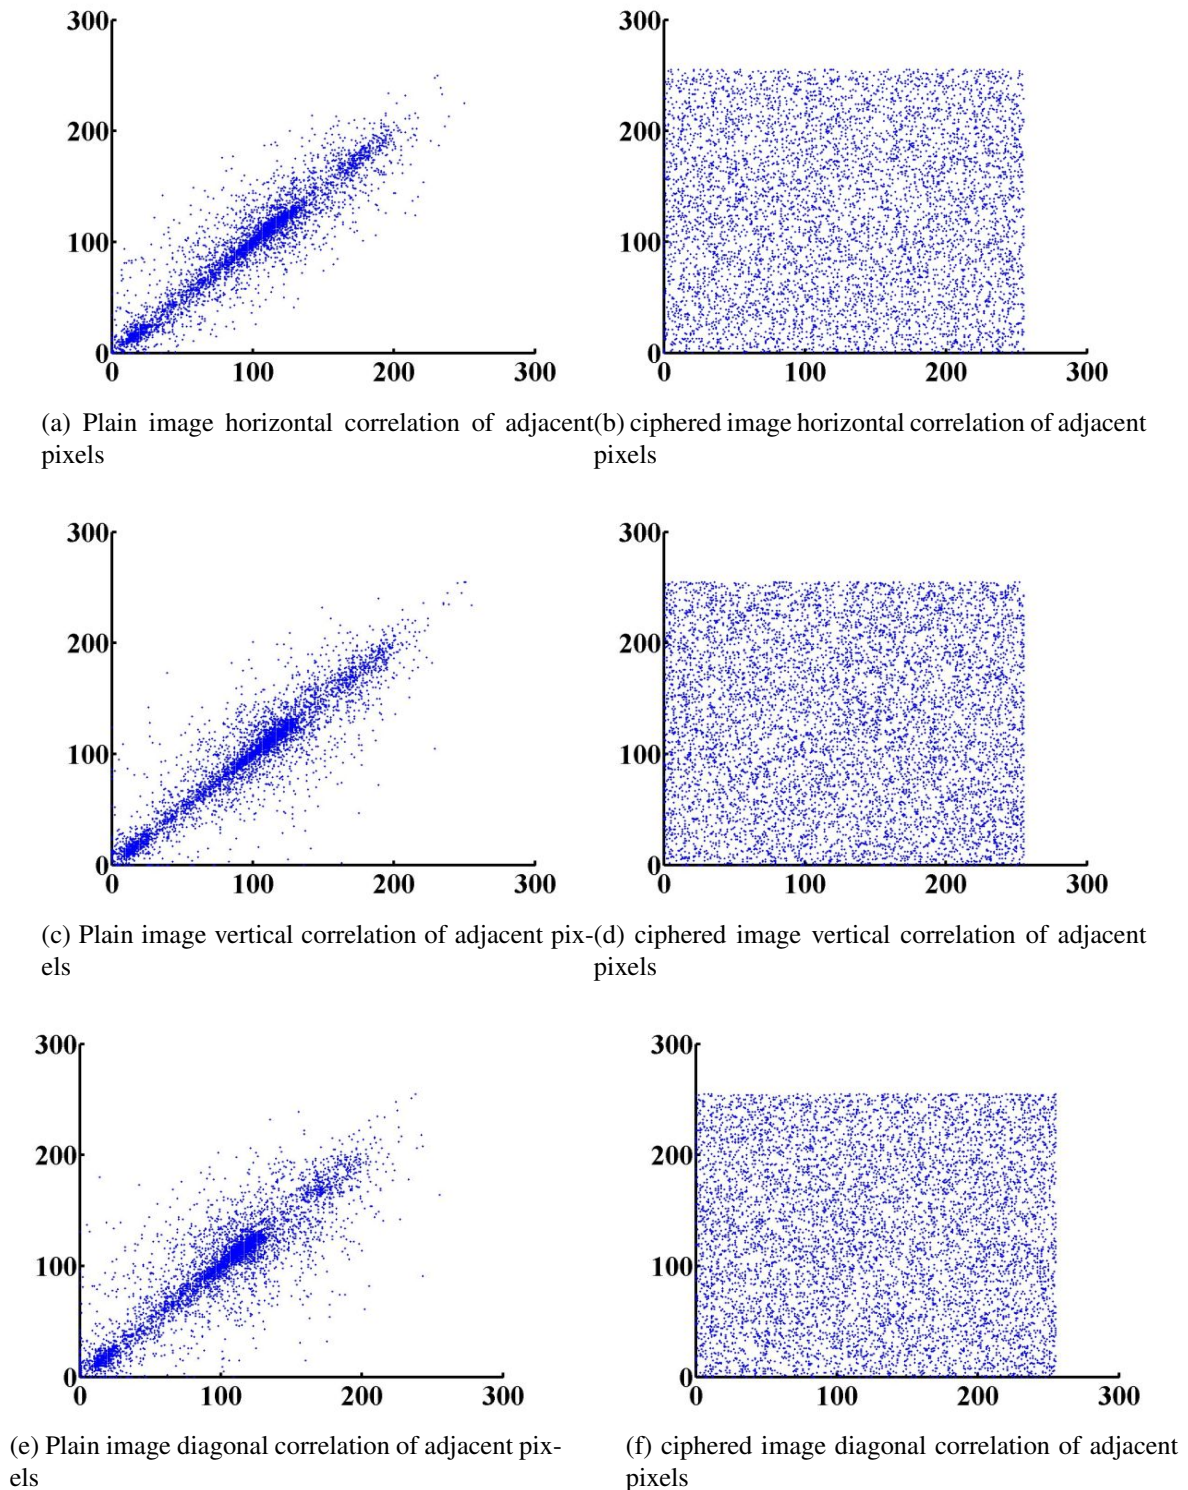 300
200
100
0
0 100 200 300
300
200
100
0
0 100 200 300
(a) Plain image horizontal correlation of adjacent
pixels
(b) ciphered image horizontal correlation of adjacent
pixels
300
200
100
0
0 100 200 300
300
200
100
0
0 100 200 300
(c) Plain image vertical correlation of adjacent pix-
els
(d) ciphered image vertical correlation of adjacent
pixels
300
200
100
0
0 100 200 300
300
200
100
0
0 100 200 300
(e) Plain image diagonal correlation of adjacent pix-
els
(f) ciphered image diagonal correlation of adjacent
pixels